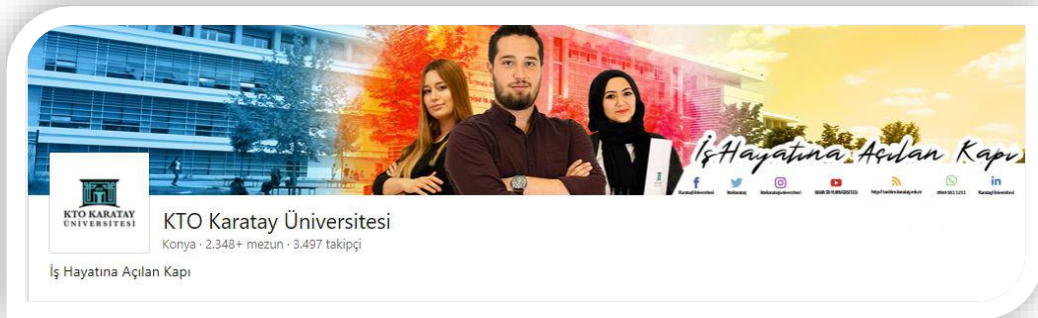 İş Hayatına Açılan Kapı
KTO KARATAY
ÜNİVERSİTESİ
KTO Karatay Üniversitesi
Konya · 2.348+ mezun · 3.497 takipçi
İş Hayatına Açılan Kapı